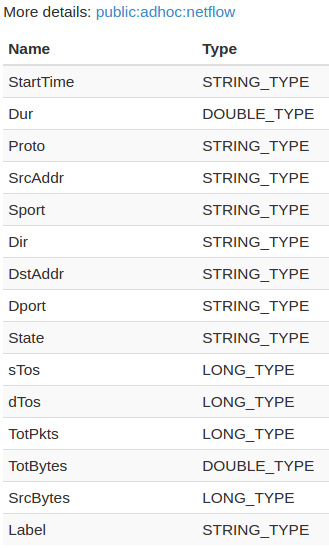 More details: public:adhoc:netflow
Name Type
StartTime STRING_TYPE
Dur DOUBLE_TYPE
Proto STRING_TYPE
SrcAddr STRING_TYPE
Sport STRING_TYPE
Dir STRING_TYPE
DstAddr STRING_TYPE
Dport STRING_TYPE
State STRING_TYPE
sTos LONG_TYPE
dTos LONG_TYPE
TotPkts LONG_TYPE
TotBytes DOUBLE_TYPE
SrcBytes LONG_TYPE
Label STRING_TYPE